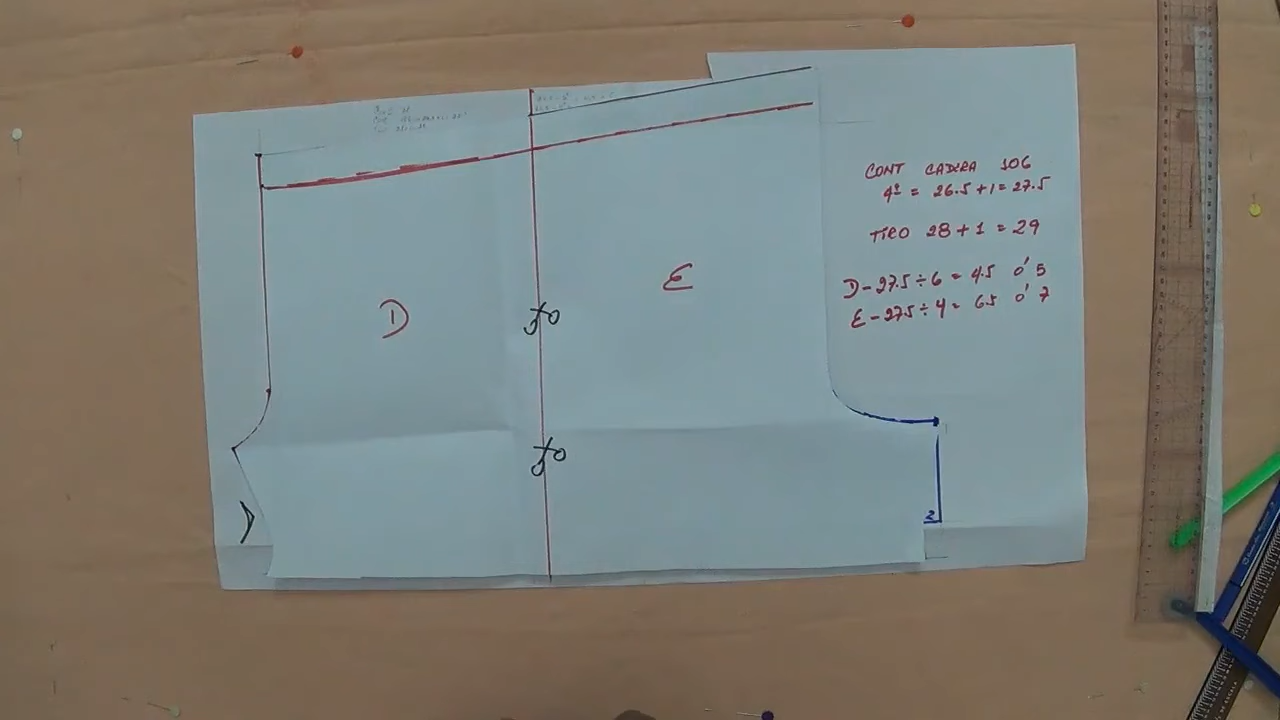 CONT CADERA 106
4ª = 26.5 + 1 = 27.5
TIRO 28 + 1 = 29
D - 27.5 ÷ 6 = 4.5 ó 5
E - 27.5 ÷ 4 = 6.5 ó 7
E
D
2